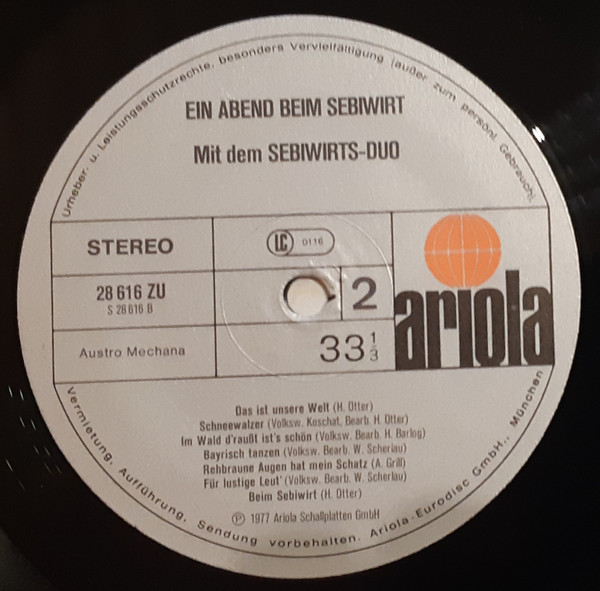 Urheber. u. Leistungsschutzrechte, besonders Vervielfältigung (außer zum persönl. Gebrauch),
EIN ABEND BEIM SEBIWIRT
Mit dem SEBIWIRTS-DUO
STEREO
LC 0116
28 616 ZU
S 28 616 B
2
ariola
Austro Mechana
33 1/3
Das ist unsere Welt (H. Otter)
Schneewalzer (Volksw. Koschat, Bearb. H. Otter)
Im Wald d'raußt ist's schön (Volksw. Bearb. H. Barlog)
Bayrisch tanzen (Volksw. Bearb. W. Scherlau)
Rehbraune Augen hat mein Schatz (A. Grill)
Für lustige Leut' (Volksw. Bearb. W. Scherlau)
Beim Sebiwirt (H. Otter)
Ⓟ 1977 Ariola Schallplatten GmbH
Vermietung, Aufführung, Sendung vorbehalten. Ariola-Eurodisc GmbH., München